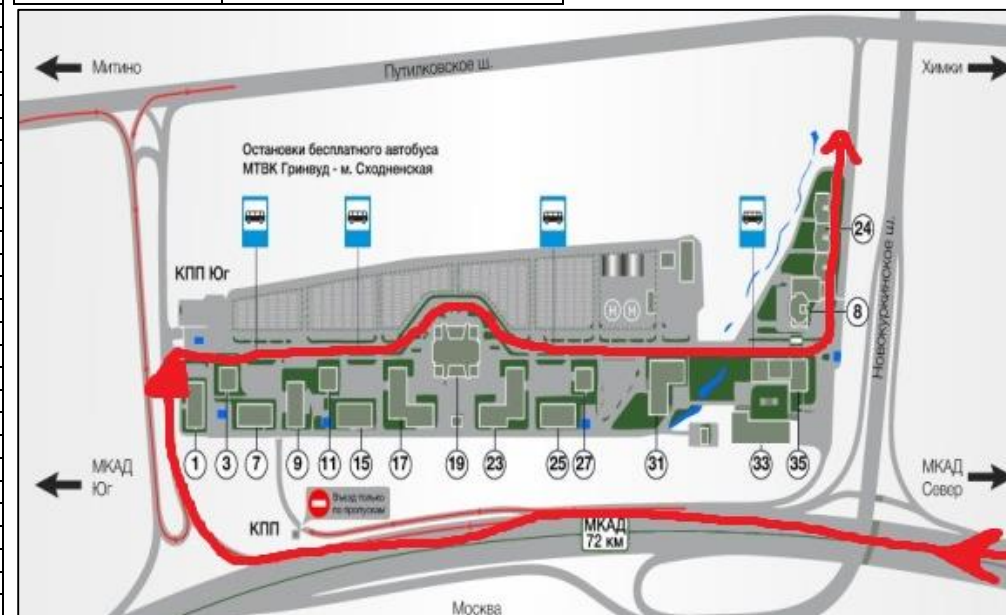 Митино
Путилковское ш.
Химки
Остановки бесплатного автобуса
МТВК Гринвуд - м. Сходненская
24
КПП Юг
Новокуркинское ш.
8
Н Н
1 3 7 9 11 15 17 19 23 25 27 31 33 35
МКАД
Юг
МКАД
Север
Въезд только
по пропускам
КПП
МКАД
72 км
Москва